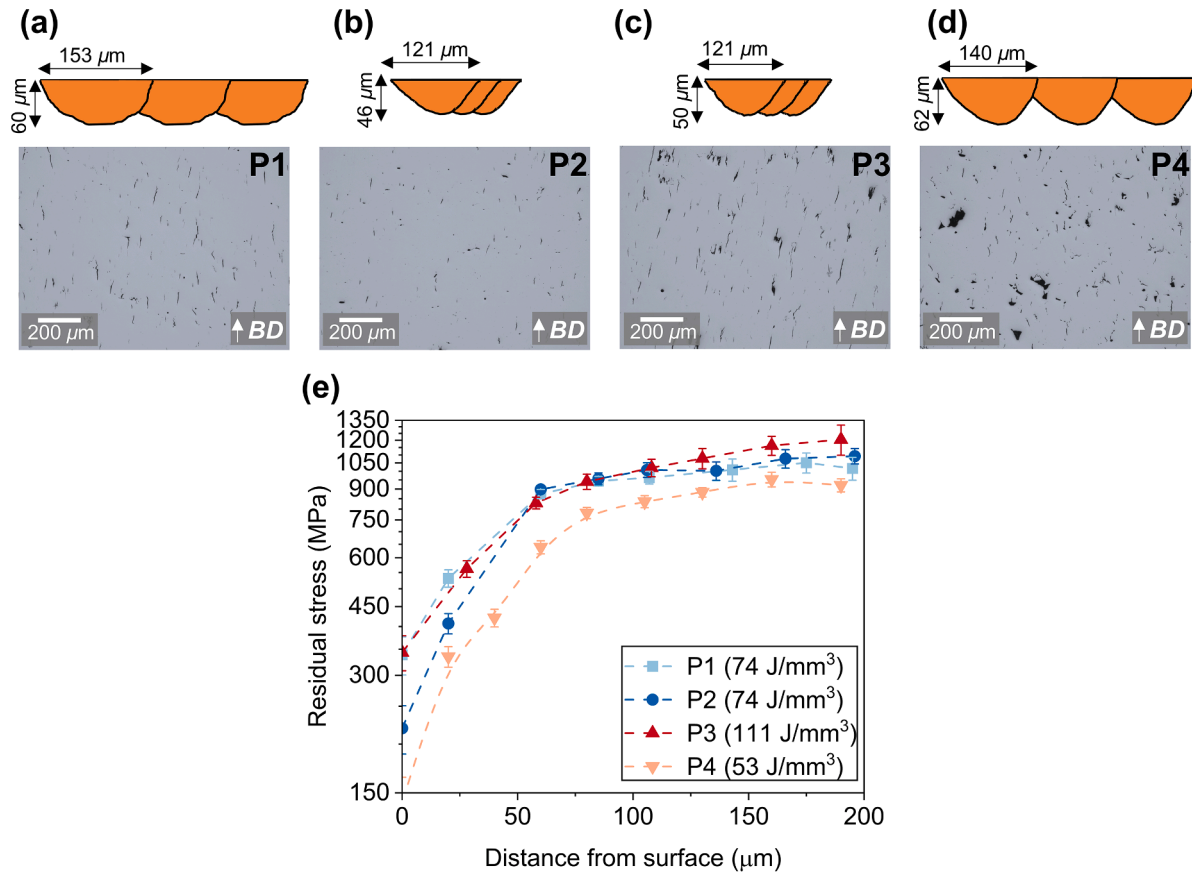 (a)
(b)
(c)
(d)
153 µm
121 µm
121 µm
140 µm
60 µm
46 µm
50 µm
62 µm
P1
P2
P3
P4
200 µm
BD
200 µm
BD
200 µm
BD
200 µm
BD
(e)
1350
1200
1050
900
750
600
450
300
150
Residual stress (MPa)
P1 (74 J/mm³)
P2 (74 J/mm³)
P3 (111 J/mm³)
P4 (53 J/mm³)
0
50
100
150
200
Distance from surface (μm)